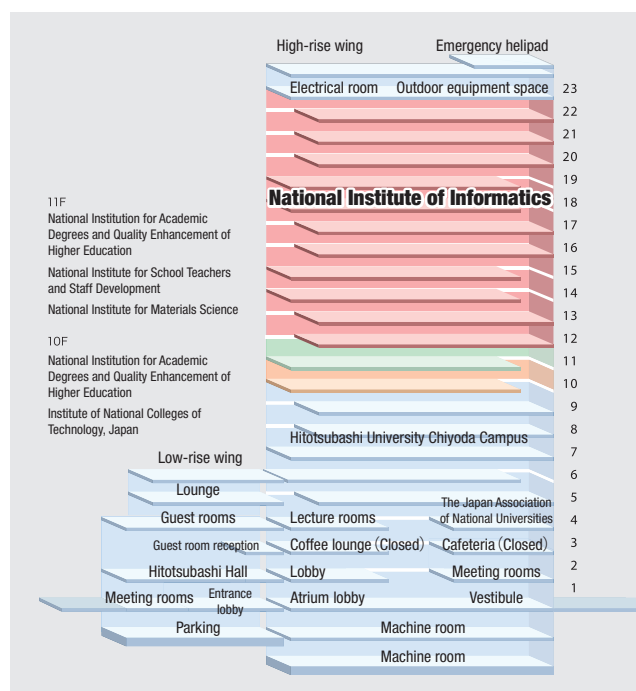 High-rise wing
Emergency helipad
Electrical room
Outdoor equipment space
23
22
21
20
19
National Institute of Informatics
18
17
16
15
14
13
12
11
10
9
8
7
6
5
4
3
2
1
11F
National Institution for Academic
Degrees and Quality Enhancement of
Higher Education
National Institute for School Teachers
and Staff Development
National Institute for Materials Science
10F
National Institution for Academic
Degrees and Quality Enhancement of
Higher Education
Institute of National Colleges of
Technology, Japan
Hitotsubashi University Chiyoda Campus
Low-rise wing
Lounge
The Japan Association
of National Universities
Guest rooms
Lecture rooms
Guest room reception
Coffee lounge (Closed)
Cafeteria (Closed)
Hitotsubashi Hall
Lobby
Meeting rooms
Meeting rooms
Entrance
lobby
Atrium lobby
Vestibule
Parking
Machine room
Machine room